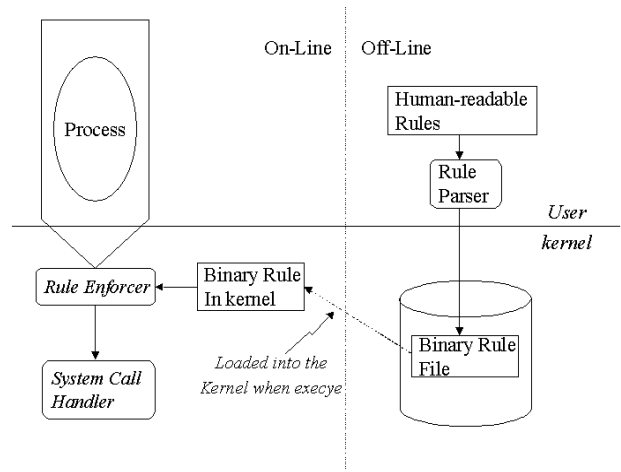 On-Line
Off-Line
Process
Human-readable
Rules
Rule
Parser
User
kernel
Rule Enforcer
Binary Rule
In kernel
Loaded into the
Kernel when execye
Binary Rule
File
System Call
Handler